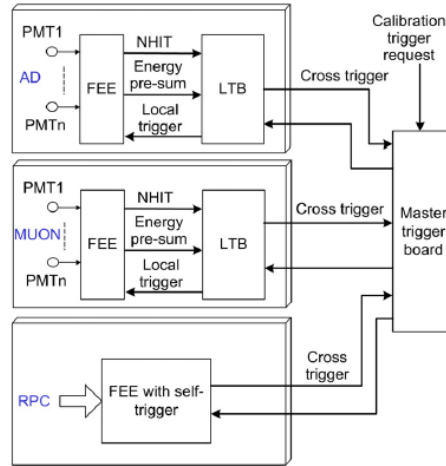 Calibration
trigger
request
PMT1
AD
PMTn
FEE
NHIT
Energy
pre-sum
Local
trigger
LTB
Cross trigger
PMT1
MUON
PMTn
FEE
NHIT
Energy
pre-sum
Local
trigger
LTB
Cross trigger
Master
trigger
board
RPC
FEE with self-
trigger
Cross
trigger